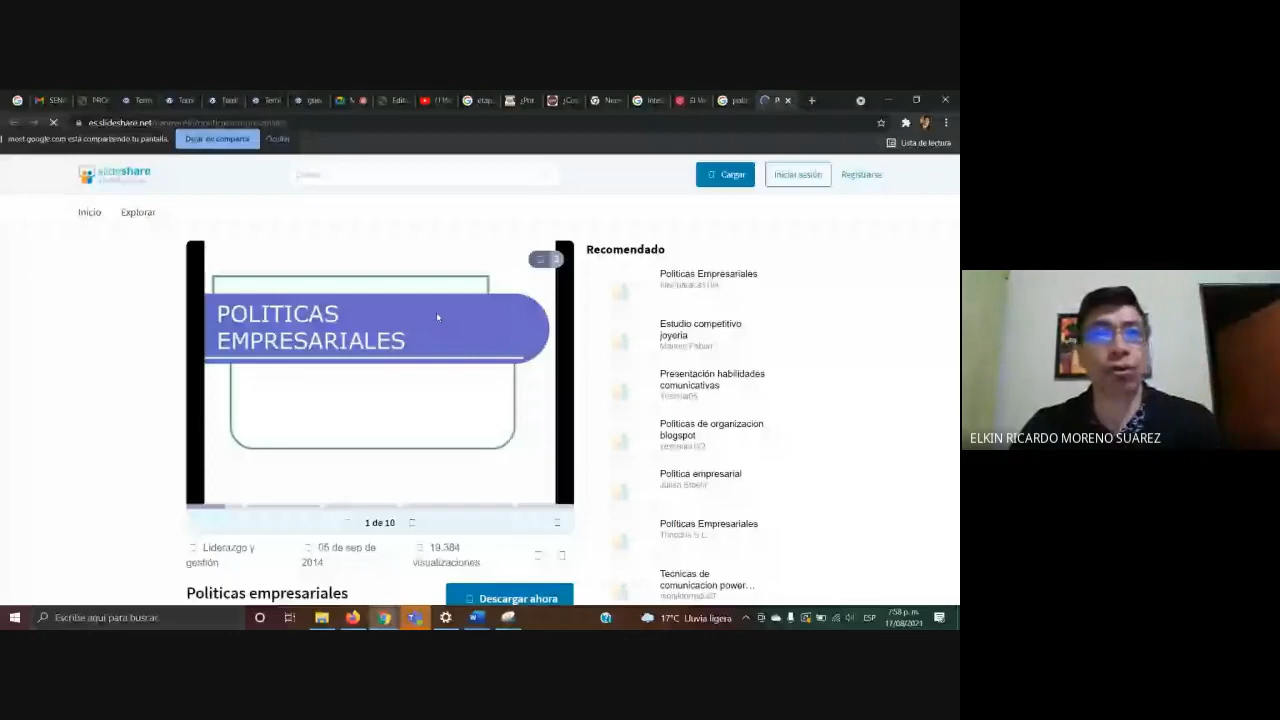 es.slideshare.net
meet.google.com está compartiendo tu pantalla.
Dejar de compartir
Ocultar
Lista de lectura
slideshare
Cargar
Iniciar sesión
Registrarse
Inicio
Explorar
POLITICAS
EMPRESARIALES
1 de 10
Liderazgo y
gestión
05 de sep de
2014
19.384
visualizaciones
Politicas empresariales
Descargar ahora
Recomendado
Politicas Empresariales
Estudio competitivo
joyeria
Presentación habilidades
comunicativas
Politicas de organizacion
blogspot
Politica empresarial
Políticas Empresariales
Tecnicas de
comunicacion power...
Escribe aquí para buscar
17°C Lluvia ligera
ESP
7:58 p. m.
17/08/2021
ELKIN RICARDO MORENO SUAREZ